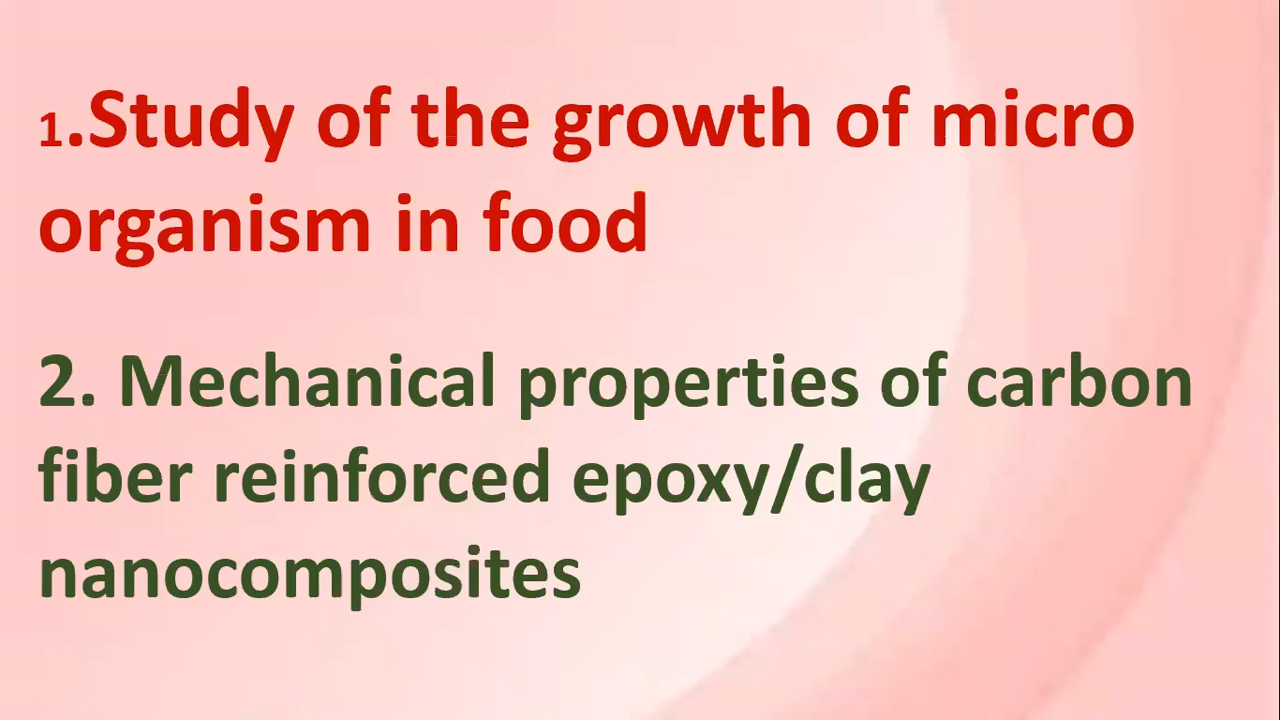 1.Study of the growth of micro
organism in food
2. Mechanical properties of carbon
fiber reinforced epoxy/clay
nanocomposites